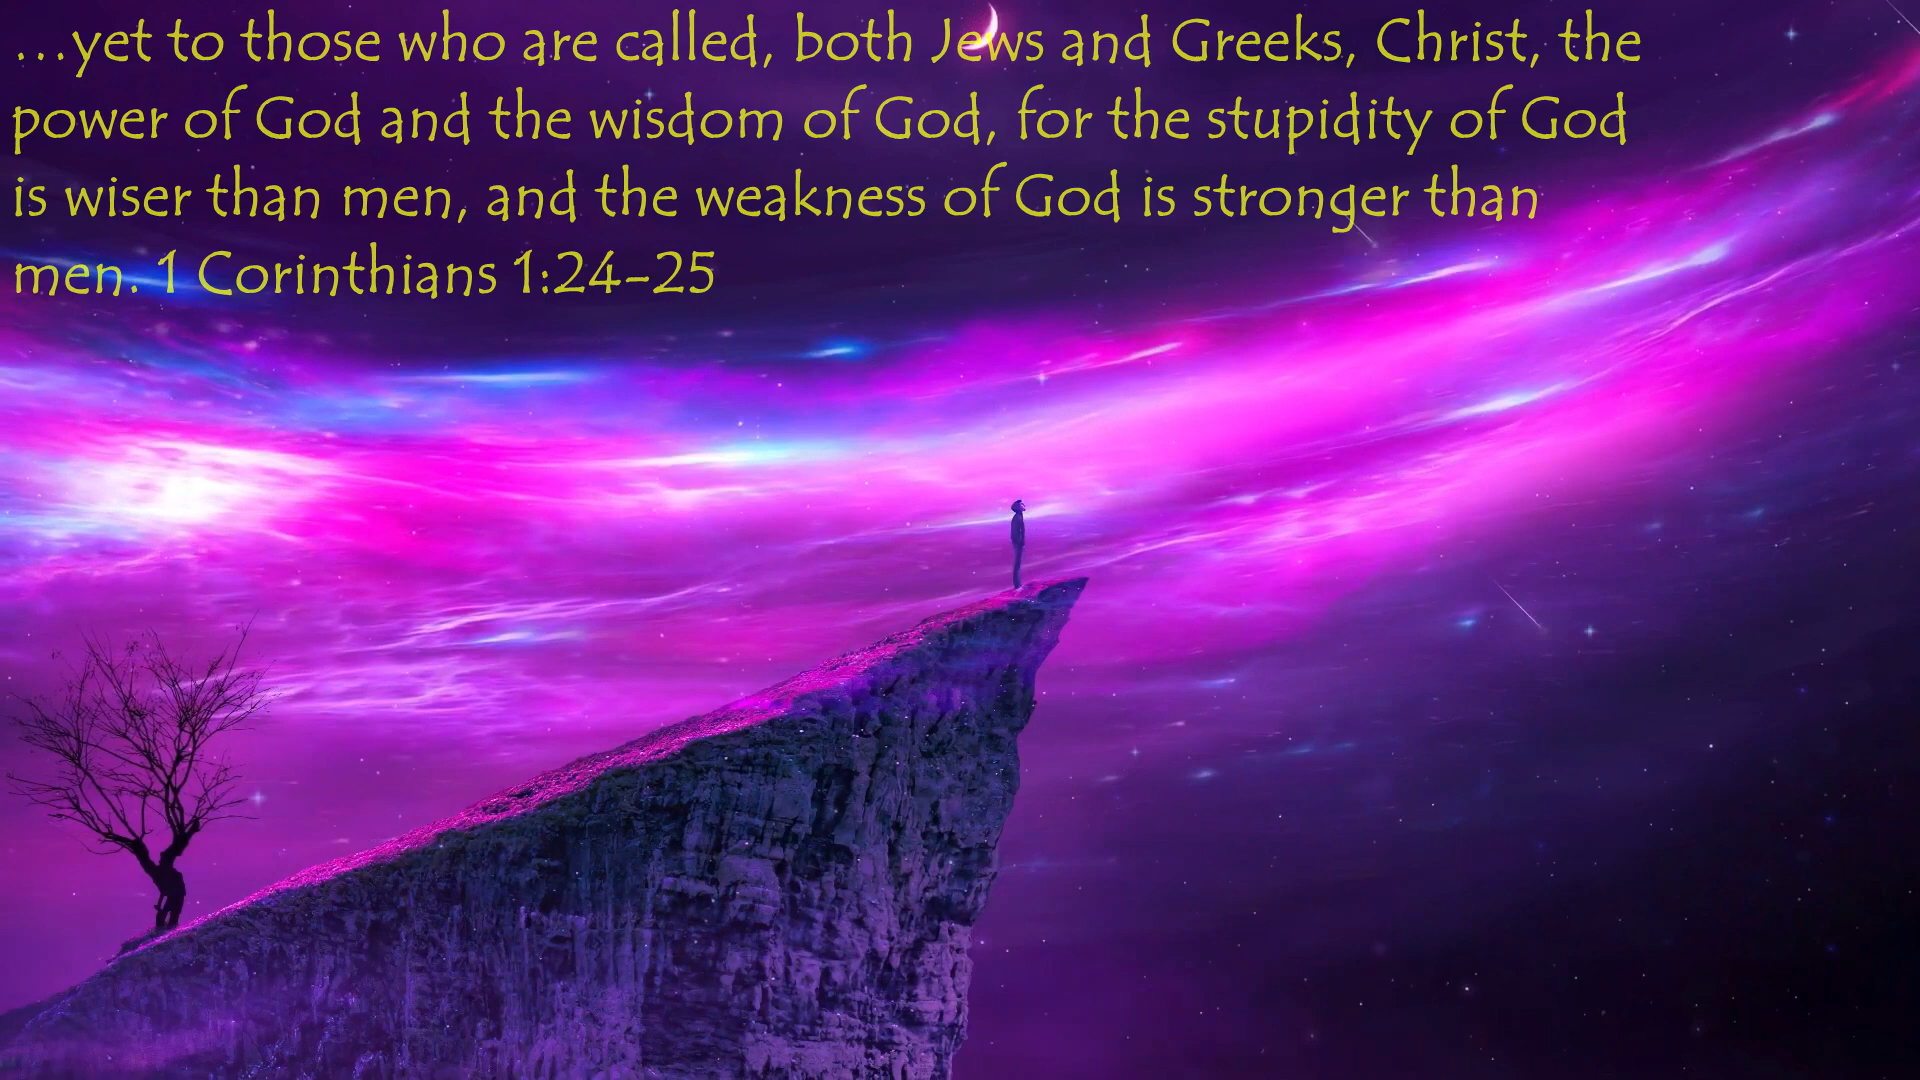 …yet to those who are called, both Jews and Greeks, Christ, the
power of God and the wisdom of God, for the stupidity of God
is wiser than men, and the weakness of God is stronger than
men. 1 Corinthians 1:24-25